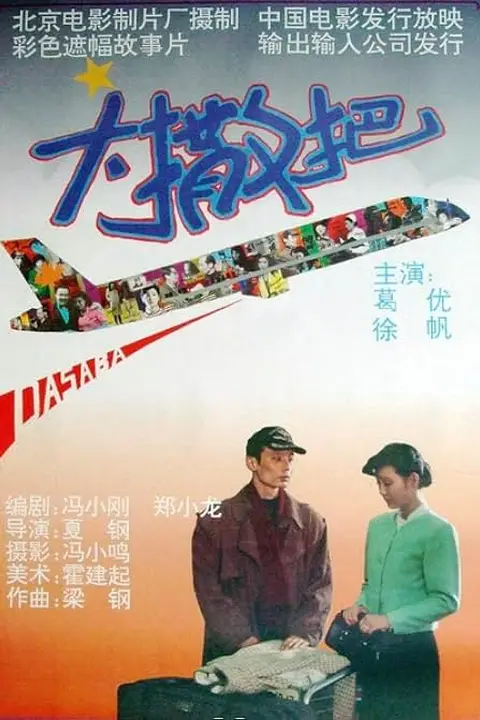 北京电影制片厂摄制
彩色遮幅故事片
中国电影发行放映
输出输入公司发行
大撒把
主演:
葛 优
徐 帆
DASABA
编剧:冯小刚 郑小龙
导演:夏 钢
摄影:冯小鸣
美术:霍建起
作曲:梁 钢